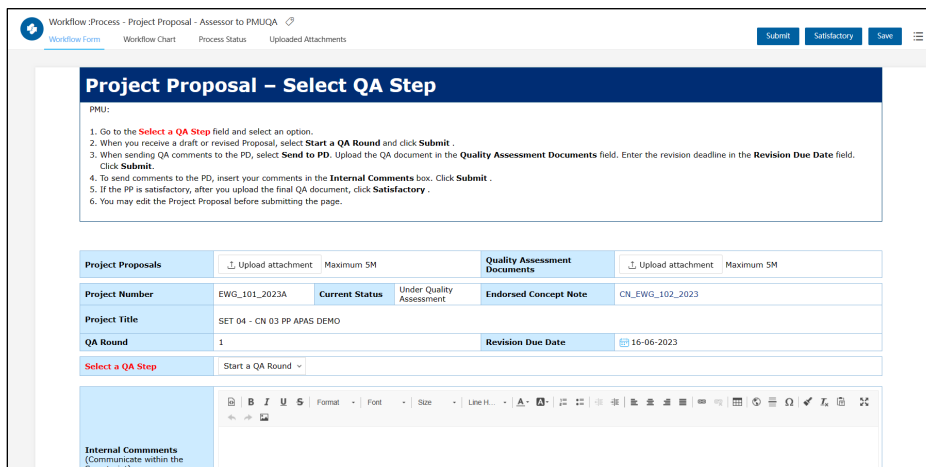 Workflow :Process - Project Proposal - Assessor to PMUQA
Workflow Form Workflow Chart Process Status Uploaded Attachments
Submit Satisfactory Save
Project Proposal – Select QA Step
PMU:
1. Go to the Select a QA Step field and select an option.
2. When you receive a draft or revised Proposal, select Start a QA Round and click Submit .
3. When sending QA comments to the PD, select Send to PD. Upload the QA document in the Quality Assessment Documents field. Enter the revision deadline in the Revision Due Date field.
Click Submit.
4. To send comments to the PD, insert your comments in the Internal Comments box. Click Submit .
5. If the PP is satisfactory, after you upload the final QA document, click Satisfactory .
6. You may edit the Project Proposal before submitting the page.
Project Proposals Upload attachment Maximum 5M Quality Assessment Documents Upload attachment Maximum 5M
Project Number EWG_101_2023A Current Status Under Quality Assessment Endorsed Concept Note CN_EWG_102_2023
Project Title SET 04 - CN 03 PP APAS DEMO
QA Round 1 Revision Due Date 16-06-2023
Select a QA Step Start a QA Round
B I U S Format Font Size Line H... A A
Internal Commments
(Communicate within the